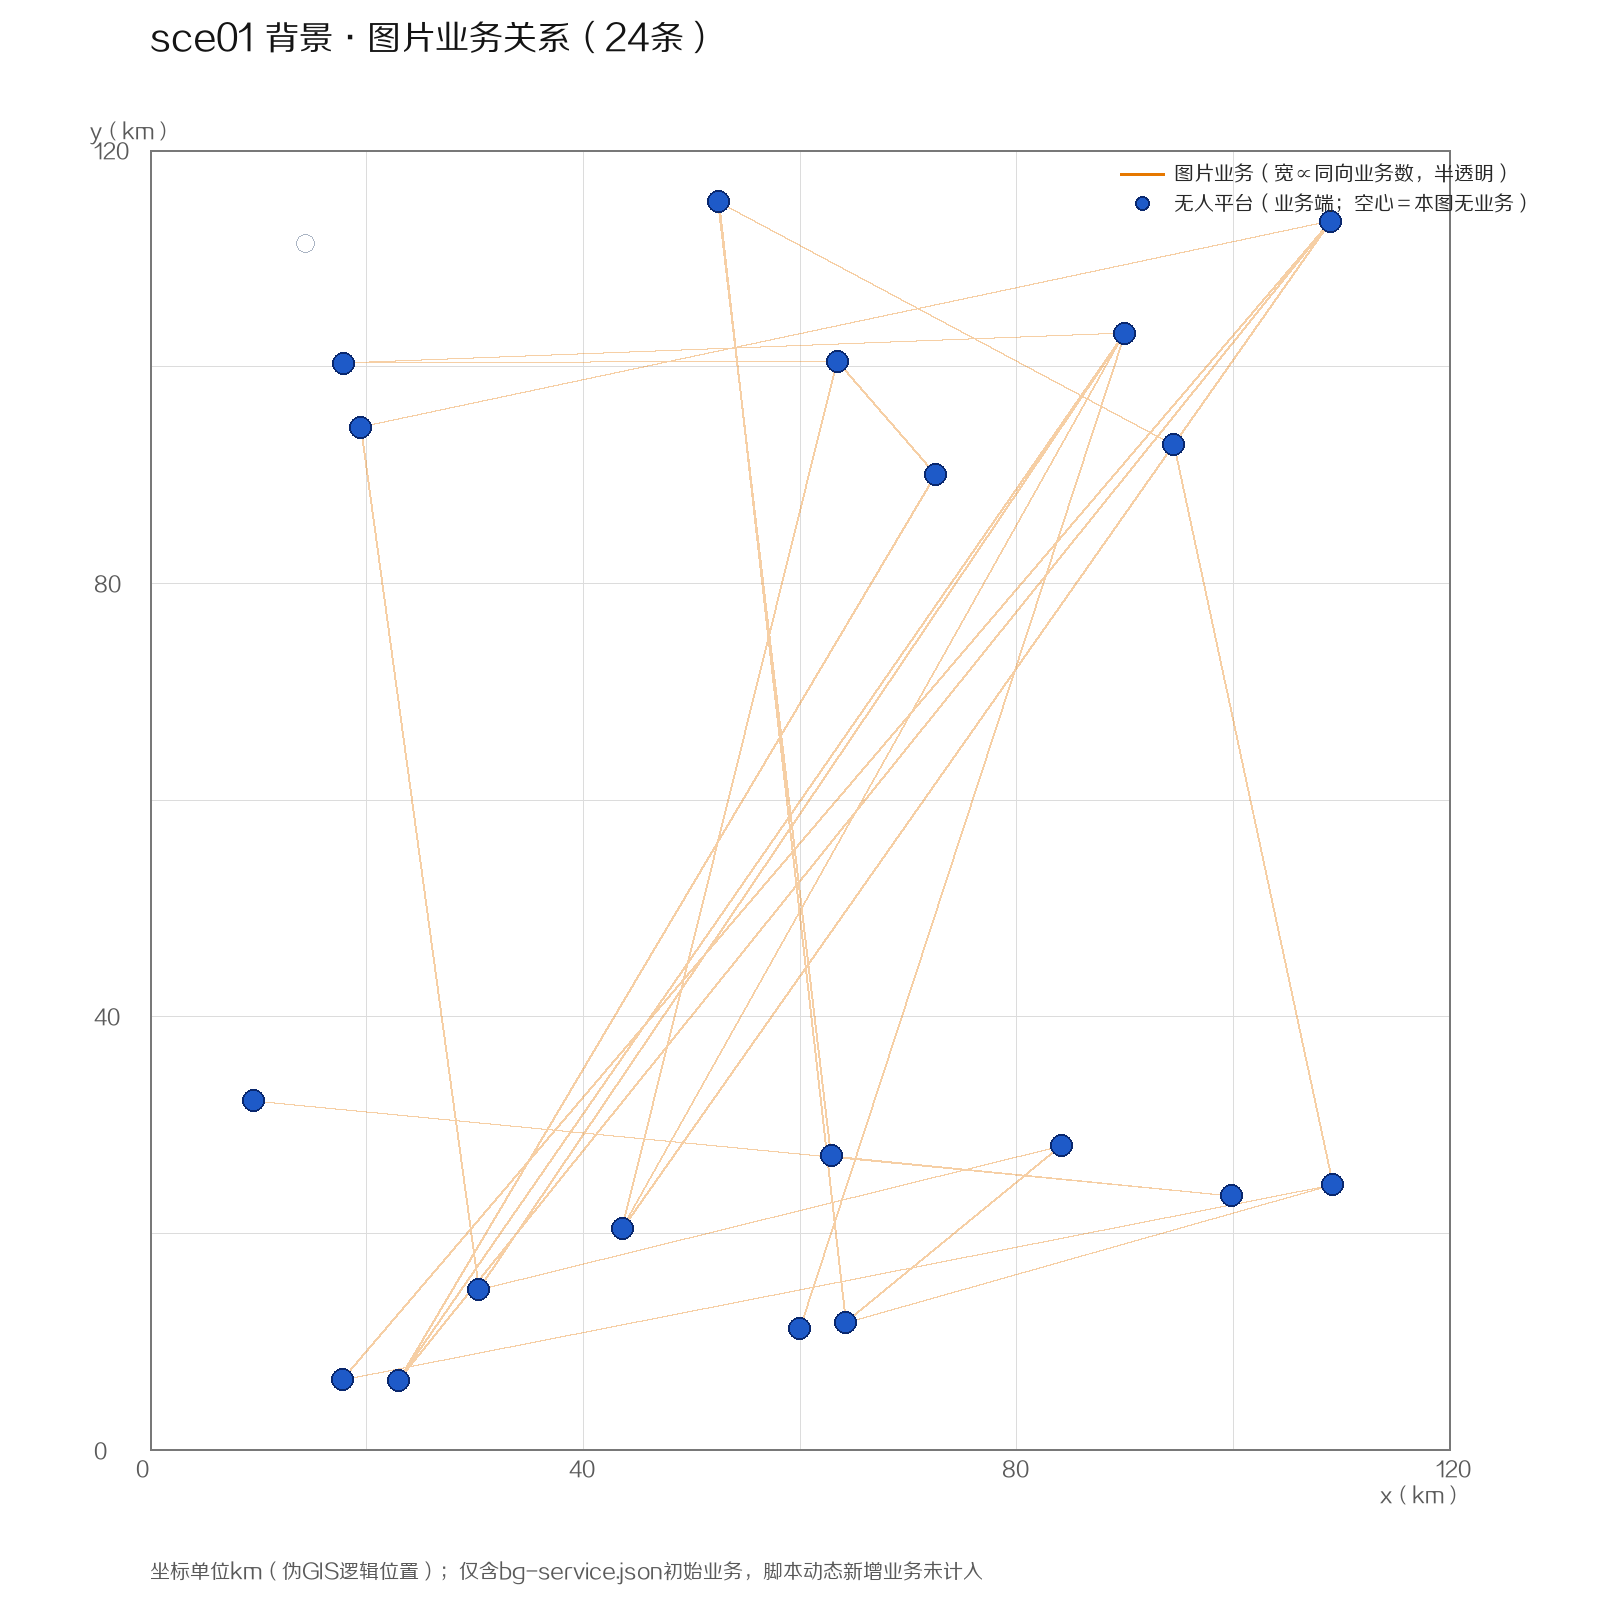 sce01 背景·图片业务关系（24条）
y（km）
120
图片业务（宽∝同向业务数，半透明）
无人平台（业务端；空心＝本图无业务）
80
40
0
0
40
80
120
x（km）
坐标单位km（伪GIS逻辑位置）；仅含bg-service.json初始业务，脚本动态新增业务未计入